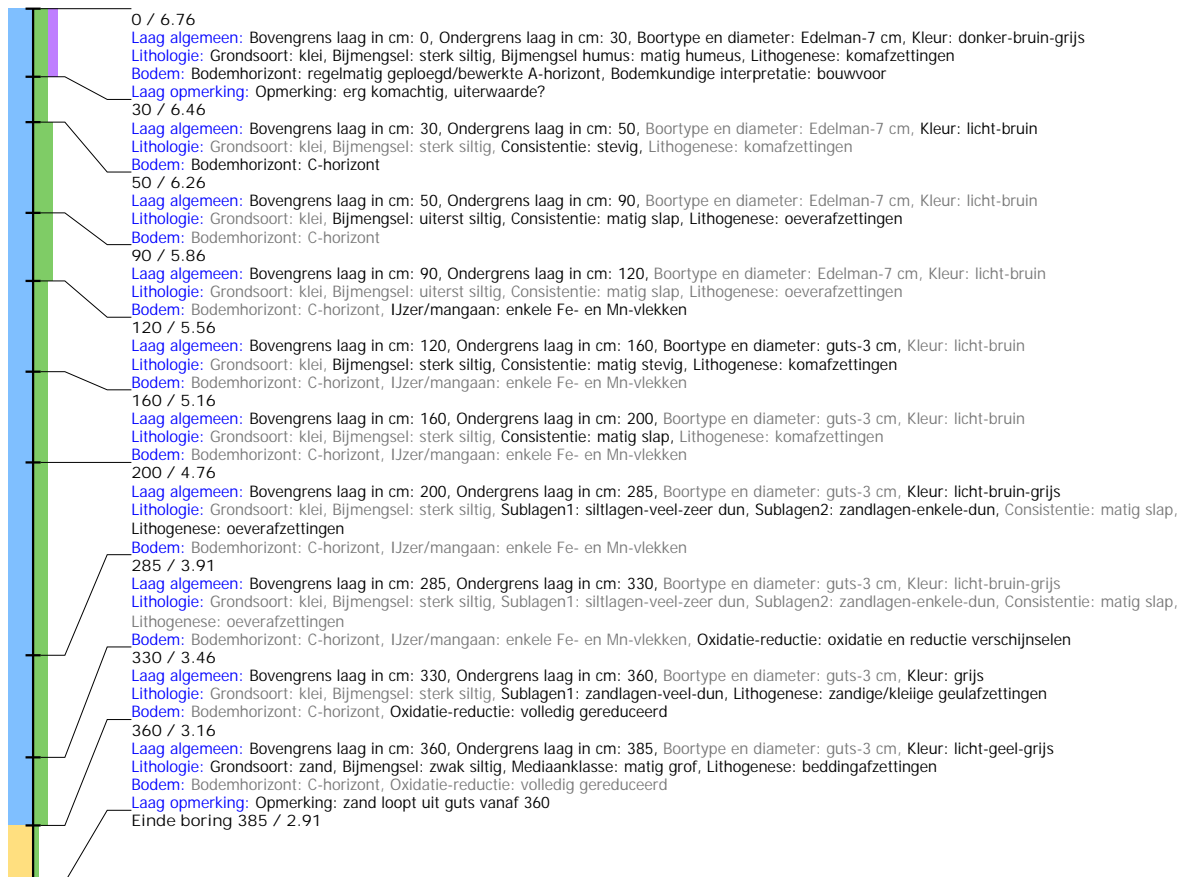 0 / 6.76
Laag algemeen: Bovengrens laag in cm: 0, Ondergrens laag in cm: 30, Boortype en diameter: Edelman-7 cm, Kleur: donker-bruin-grijs
Lithologie: Grondsoort: klei, Bijmengsel: sterk siltig, Bijmengsel humus: matig humeus, Lithogenese: komafzettingen
Bodem: Bodemhorizont: regelmatig geploegd/bewerkte A-horizont, Bodemkundige interpretatie: bouwvoor
Laag opmerking: Opmerking: erg komachtig, uiterwaarde?
30 / 6.46
Laag algemeen: Bovengrens laag in cm: 30, Ondergrens laag in cm: 50, Boortype en diameter: Edelman-7 cm, Kleur: licht-bruin
Lithologie: Grondsoort: klei, Bijmengsel: sterk siltig, Consistentie: stevig, Lithogenese: komafzettingen
Bodem: Bodemhorizont: C-horizont
50 / 6.26
Laag algemeen: Bovengrens laag in cm: 50, Ondergrens laag in cm: 90, Boortype en diameter: Edelman-7 cm, Kleur: licht-bruin
Lithologie: Grondsoort: klei, Bijmengsel: uiterst siltig, Consistentie: matig slap, Lithogenese: oeverafzettingen
Bodem: Bodemhorizont: C-horizont
90 / 5.86
Laag algemeen: Bovengrens laag in cm: 90, Ondergrens laag in cm: 120, Boortype en diameter: Edelman-7 cm, Kleur: licht-bruin
Lithologie: Grondsoort: klei, Bijmengsel: uiterst siltig, Consistentie: matig slap, Lithogenese: oeverafzettingen
Bodem: Bodemhorizont: C-horizont, IJzer/mangaan: enkele Fe- en Mn-vlekken
120 / 5.56
Laag algemeen: Bovengrens laag in cm: 120, Ondergrens laag in cm: 160, Boortype en diameter: guts-3 cm, Kleur: licht-bruin
Lithologie: Grondsoort: klei, Bijmengsel: sterk siltig, Consistentie: matig stevig, Lithogenese: komafzettingen
Bodem: Bodemhorizont: C-horizont, IJzer/mangaan: enkele Fe- en Mn-vlekken
160 / 5.16
Laag algemeen: Bovengrens laag in cm: 160, Ondergrens laag in cm: 200, Boortype en diameter: guts-3 cm, Kleur: licht-bruin
Lithologie: Grondsoort: klei, Bijmengsel: sterk siltig, Consistentie: matig slap, Lithogenese: komafzettingen
Bodem: Bodemhorizont: C-horizont, IJzer/mangaan: enkele Fe- en Mn-vlekken
200 / 4.76
Laag algemeen: Bovengrens laag in cm: 200, Ondergrens laag in cm: 285, Boortype en diameter: guts-3 cm, Kleur: licht-bruin-grijs
Lithologie: Grondsoort: klei, Bijmengsel: sterk siltig, Sublagen1: siltlagen-veel-zeer dun, Sublagen2: zandlagen-enkele-dun, Consistentie: matig slap,
Lithogenese: oeverafzettingen
Bodem: Bodemhorizont: C-horizont, IJzer/mangaan: enkele Fe- en Mn-vlekken
285 / 3.91
Laag algemeen: Bovengrens laag in cm: 285, Ondergrens laag in cm: 330, Boortype en diameter: guts-3 cm, Kleur: licht-bruin-grijs
Lithologie: Grondsoort: klei, Bijmengsel: sterk siltig, Sublagen1: siltlagen-veel-zeer dun, Sublagen2: zandlagen-enkele-dun, Consistentie: matig slap,
Lithogenese: oeverafzettingen
Bodem: Bodemhorizont: C-horizont, IJzer/mangaan: enkele Fe- en Mn-vlekken, Oxidatie-reductie: oxidatie en reductie verschijnselen
330 / 3.46
Laag algemeen: Bovengrens laag in cm: 330, Ondergrens laag in cm: 360, Boortype en diameter: guts-3 cm, Kleur: grijs
Lithologie: Grondsoort: klei, Bijmengsel: sterk siltig, Sublagen1: zandlagen-veel-dun, Lithogenese: zandige/kleiige geulafzettingen
Bodem: Bodemhorizont: C-horizont, Oxidatie-reductie: volledig gereduceerd
360 / 3.16
Laag algemeen: Bovengrens laag in cm: 360, Ondergrens laag in cm: 385, Boortype en diameter: guts-3 cm, Kleur: licht-geel-grijs
Lithologie: Grondsoort: zand, Bijmengsel: zwak siltig, Mediaanklasse: matig grof, Lithogenese: beddingafzettingen
Bodem: Bodemhorizont: C-horizont, Oxidatie-reductie: volledig gereduceerd
Laag opmerking: Opmerking: zand loopt uit guts vanaf 360
Einde boring 385 / 2.91